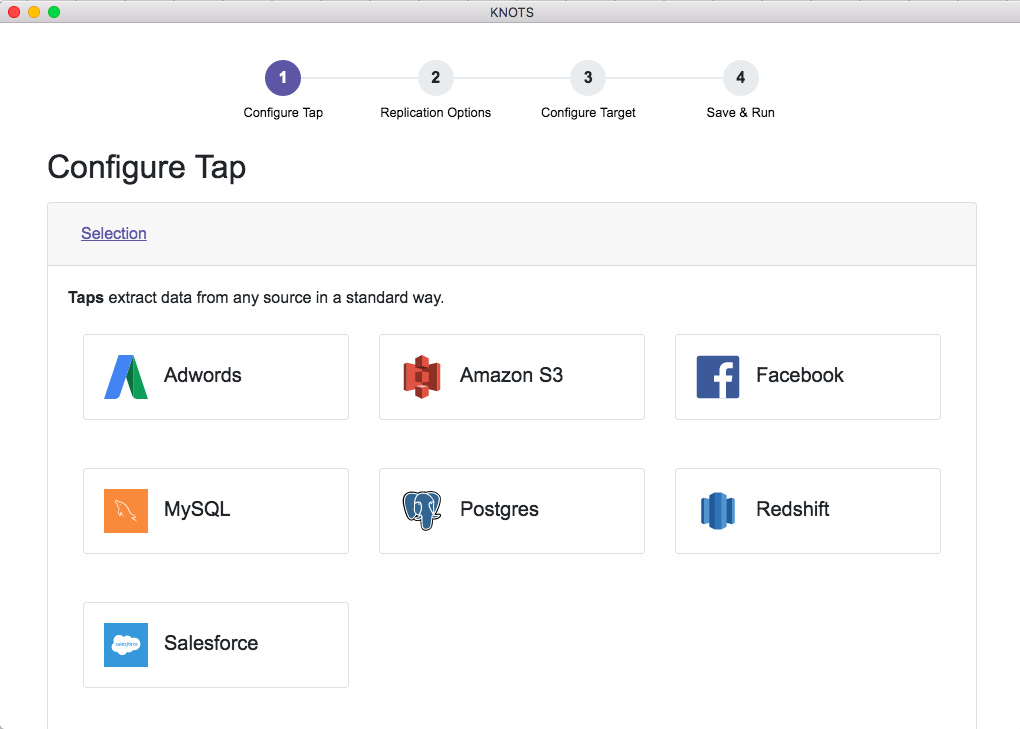 KNOTS
1 2 3 4
Configure Tap Replication Options Configure Target Save & Run
Configure Tap
Selection
Taps extract data from any source in a standard way.
Adwords Amazon S3 Facebook
MySQL Postgres Redshift
salesforce Salesforce